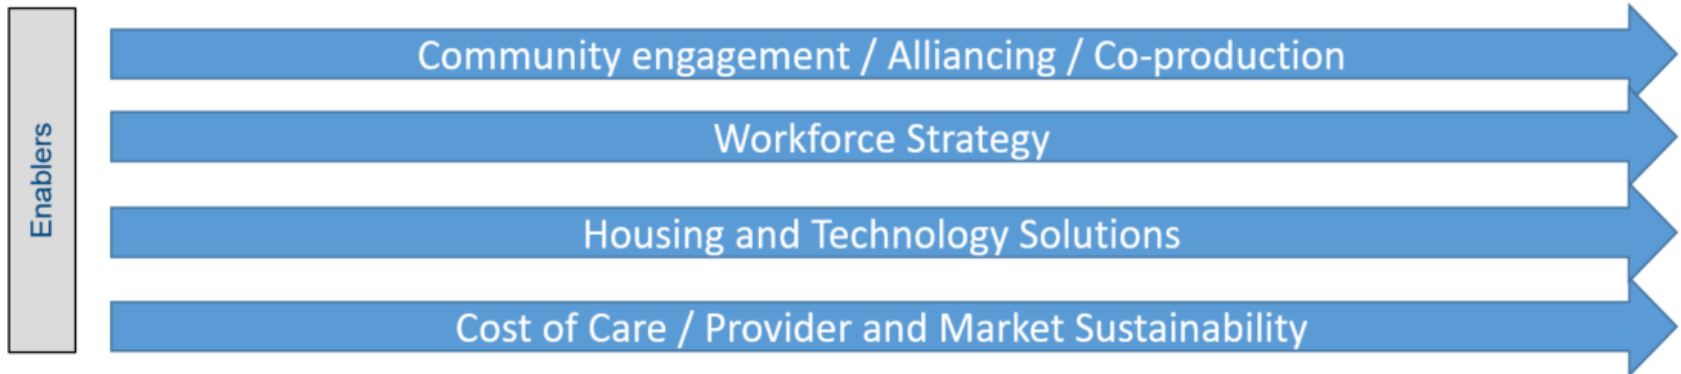 Enablers
Community engagement / Alliancing / Co-production
Workforce Strategy
Housing and Technology Solutions
Cost of Care / Provider and Market Sustainability